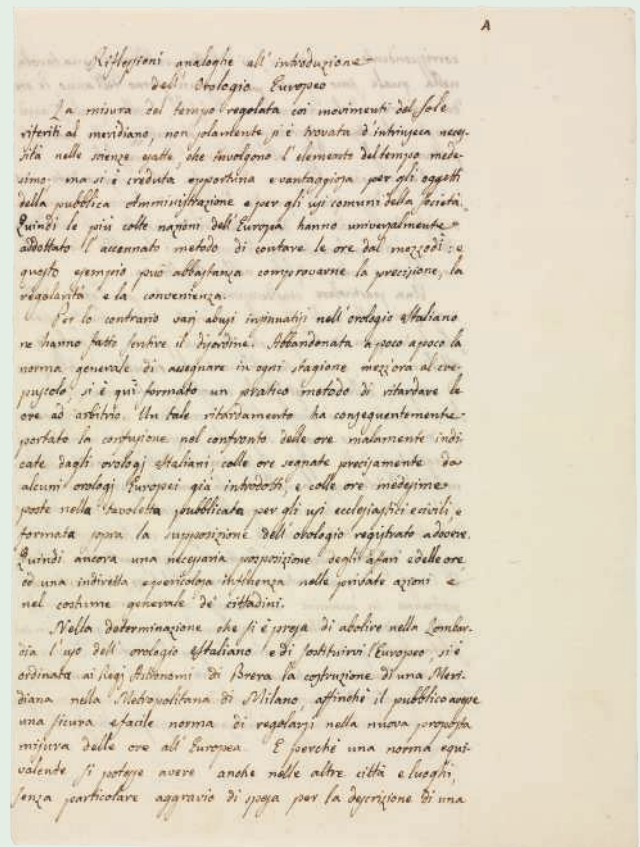 A
Riflessioni analoghe all'introduzione
dell'Orologio Europeo
La misura del tempo regolata coi movimenti del Sole
riferiti al meridiano, non solamente si è trovata d'intrinseca neces-
sità nelle scienze esatte, che involgono l'elemento del tempo mede-
simo: ma si è creduta opportuna e vantaggiosa per gli oggetti
della pubblica Amministrazione e per gli usi comuni della società.
Quindi le più colte nazioni dell'Europa hanno universalmente
addottato l'accennato metodo di contare le ore dal mezzodì: e
questo esempio può abbastanza comprovarne la precisione, la
regolarità e la convenienza.
Per lo contrario varj abusi insinuatisi nell'orologio Italiano
ne hanno fatto sentire il disordine. Abbandonata a poco a poco la
norma generale di assegnare in ogni stagione mezz'ora al cre-
puscolo, si è quì formato un pratico metodo di ritardare le
ore ad arbitrio. Un tale ritardamento ha conseguentemente
portato la confusione nel confronto delle ore malamente indi-
cate dagli orologj Italiani, colle ore segnate precisamente da
alcuni orologj Europei già introdotti, e colle ore medesime
poste nella tavoletta pubblicata per gli usi ecclesiastici e civili, e
formata sopra la supposizione dell'orologio registrato a dovere.
Quindi ancora una necessaria posposizione degli affari e delle ore,
ed una indiretta e pericolosa influenza nelle private azioni e
nel costume generale de' cittadini.
Nella determinazione che si è presa di abolire nella Lombar-
dia l'uso dell'orologio Italiano e di sostituirvi l'Europeo, si è
ordinata ai Regj Astronomi di Brera la costruzione di una Meri-
diana nella Metropolitana di Milano, affinchè il pubblico avesse
una sicura e facile norma di regolarsi nella nuova proposta
misura delle ore all'Europea. E perchè una norma equi-
valente si potesse avere anche nelle altre città e luoghi,
senza particolare aggravio di spesa per la descrizione di una